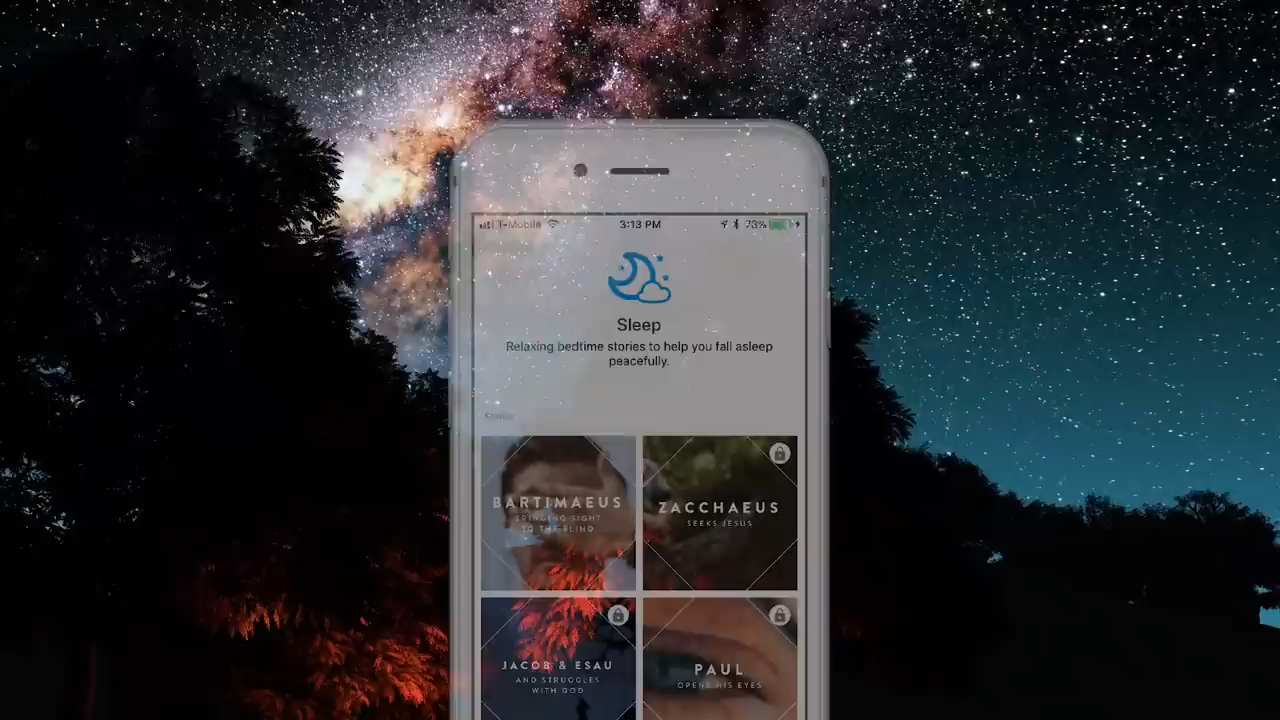 T-Mobile 3:13 PM 73%
Sleep
Relaxing bedtime stories to help you fall asleep
peacefully.
Stories
BARTIMAEUS
BRINGING SIGHT
TO THE BLIND
ZACCHAEUS
SEEKS JESUS
JACOB & ESAU
AND STRUGGLES
WITH GOD
PAUL
OPENS HIS EYES